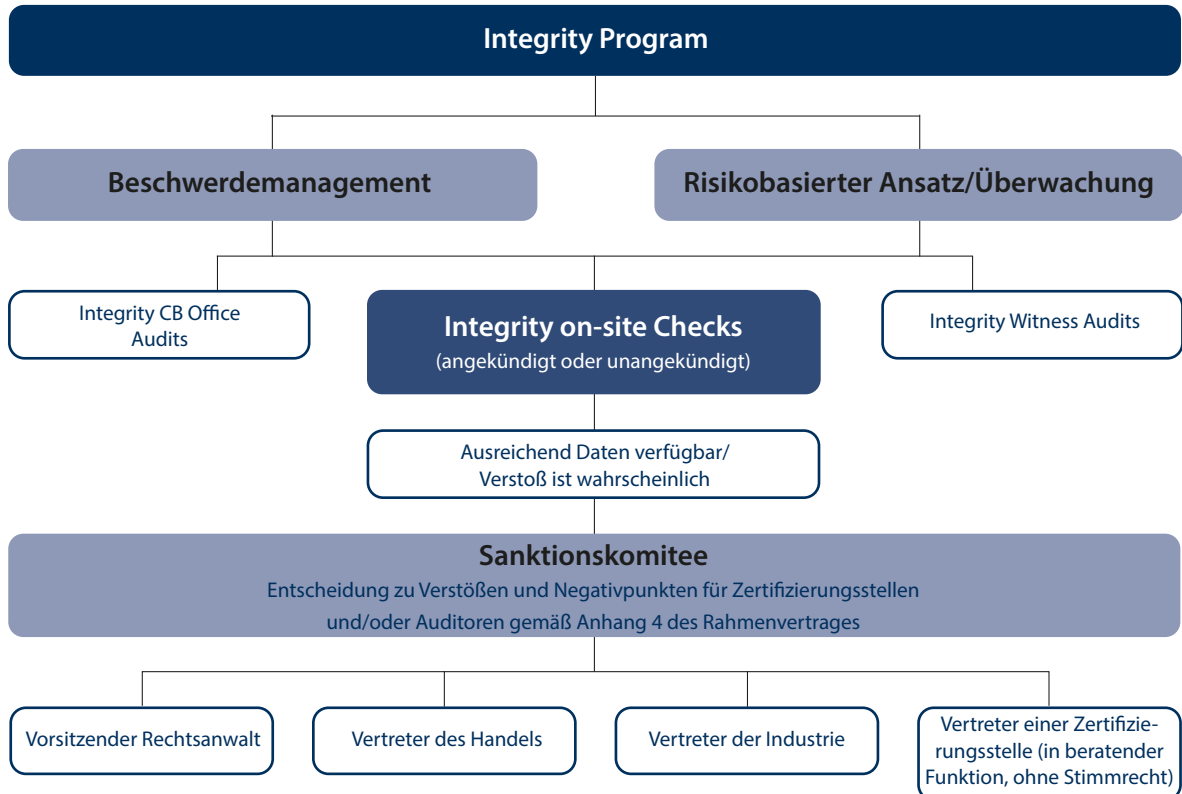 Integrity Program
Beschwerdemanagement
Risikobasierter Ansatz/Überwachung
Integrity CB Office
Audits
Integrity on-site Checks
(angekündigt oder unangekündigt)
Integrity Witness Audits
Ausreichend Daten verfügbar/
Verstoß ist wahrscheinlich
Sanktionskomitee
Entscheidung zu Verstößen und Negativpunkten für Zertifizierungsstellen
und/oder Auditoren gemäß Anhang 4 des Rahmenvertrages
Vorsitzender Rechtsanwalt
Vertreter des Handels
Vertreter der Industrie
Vertreter einer Zertifizie-
rungsstelle (in beratender
Funktion, ohne Stimmrecht)